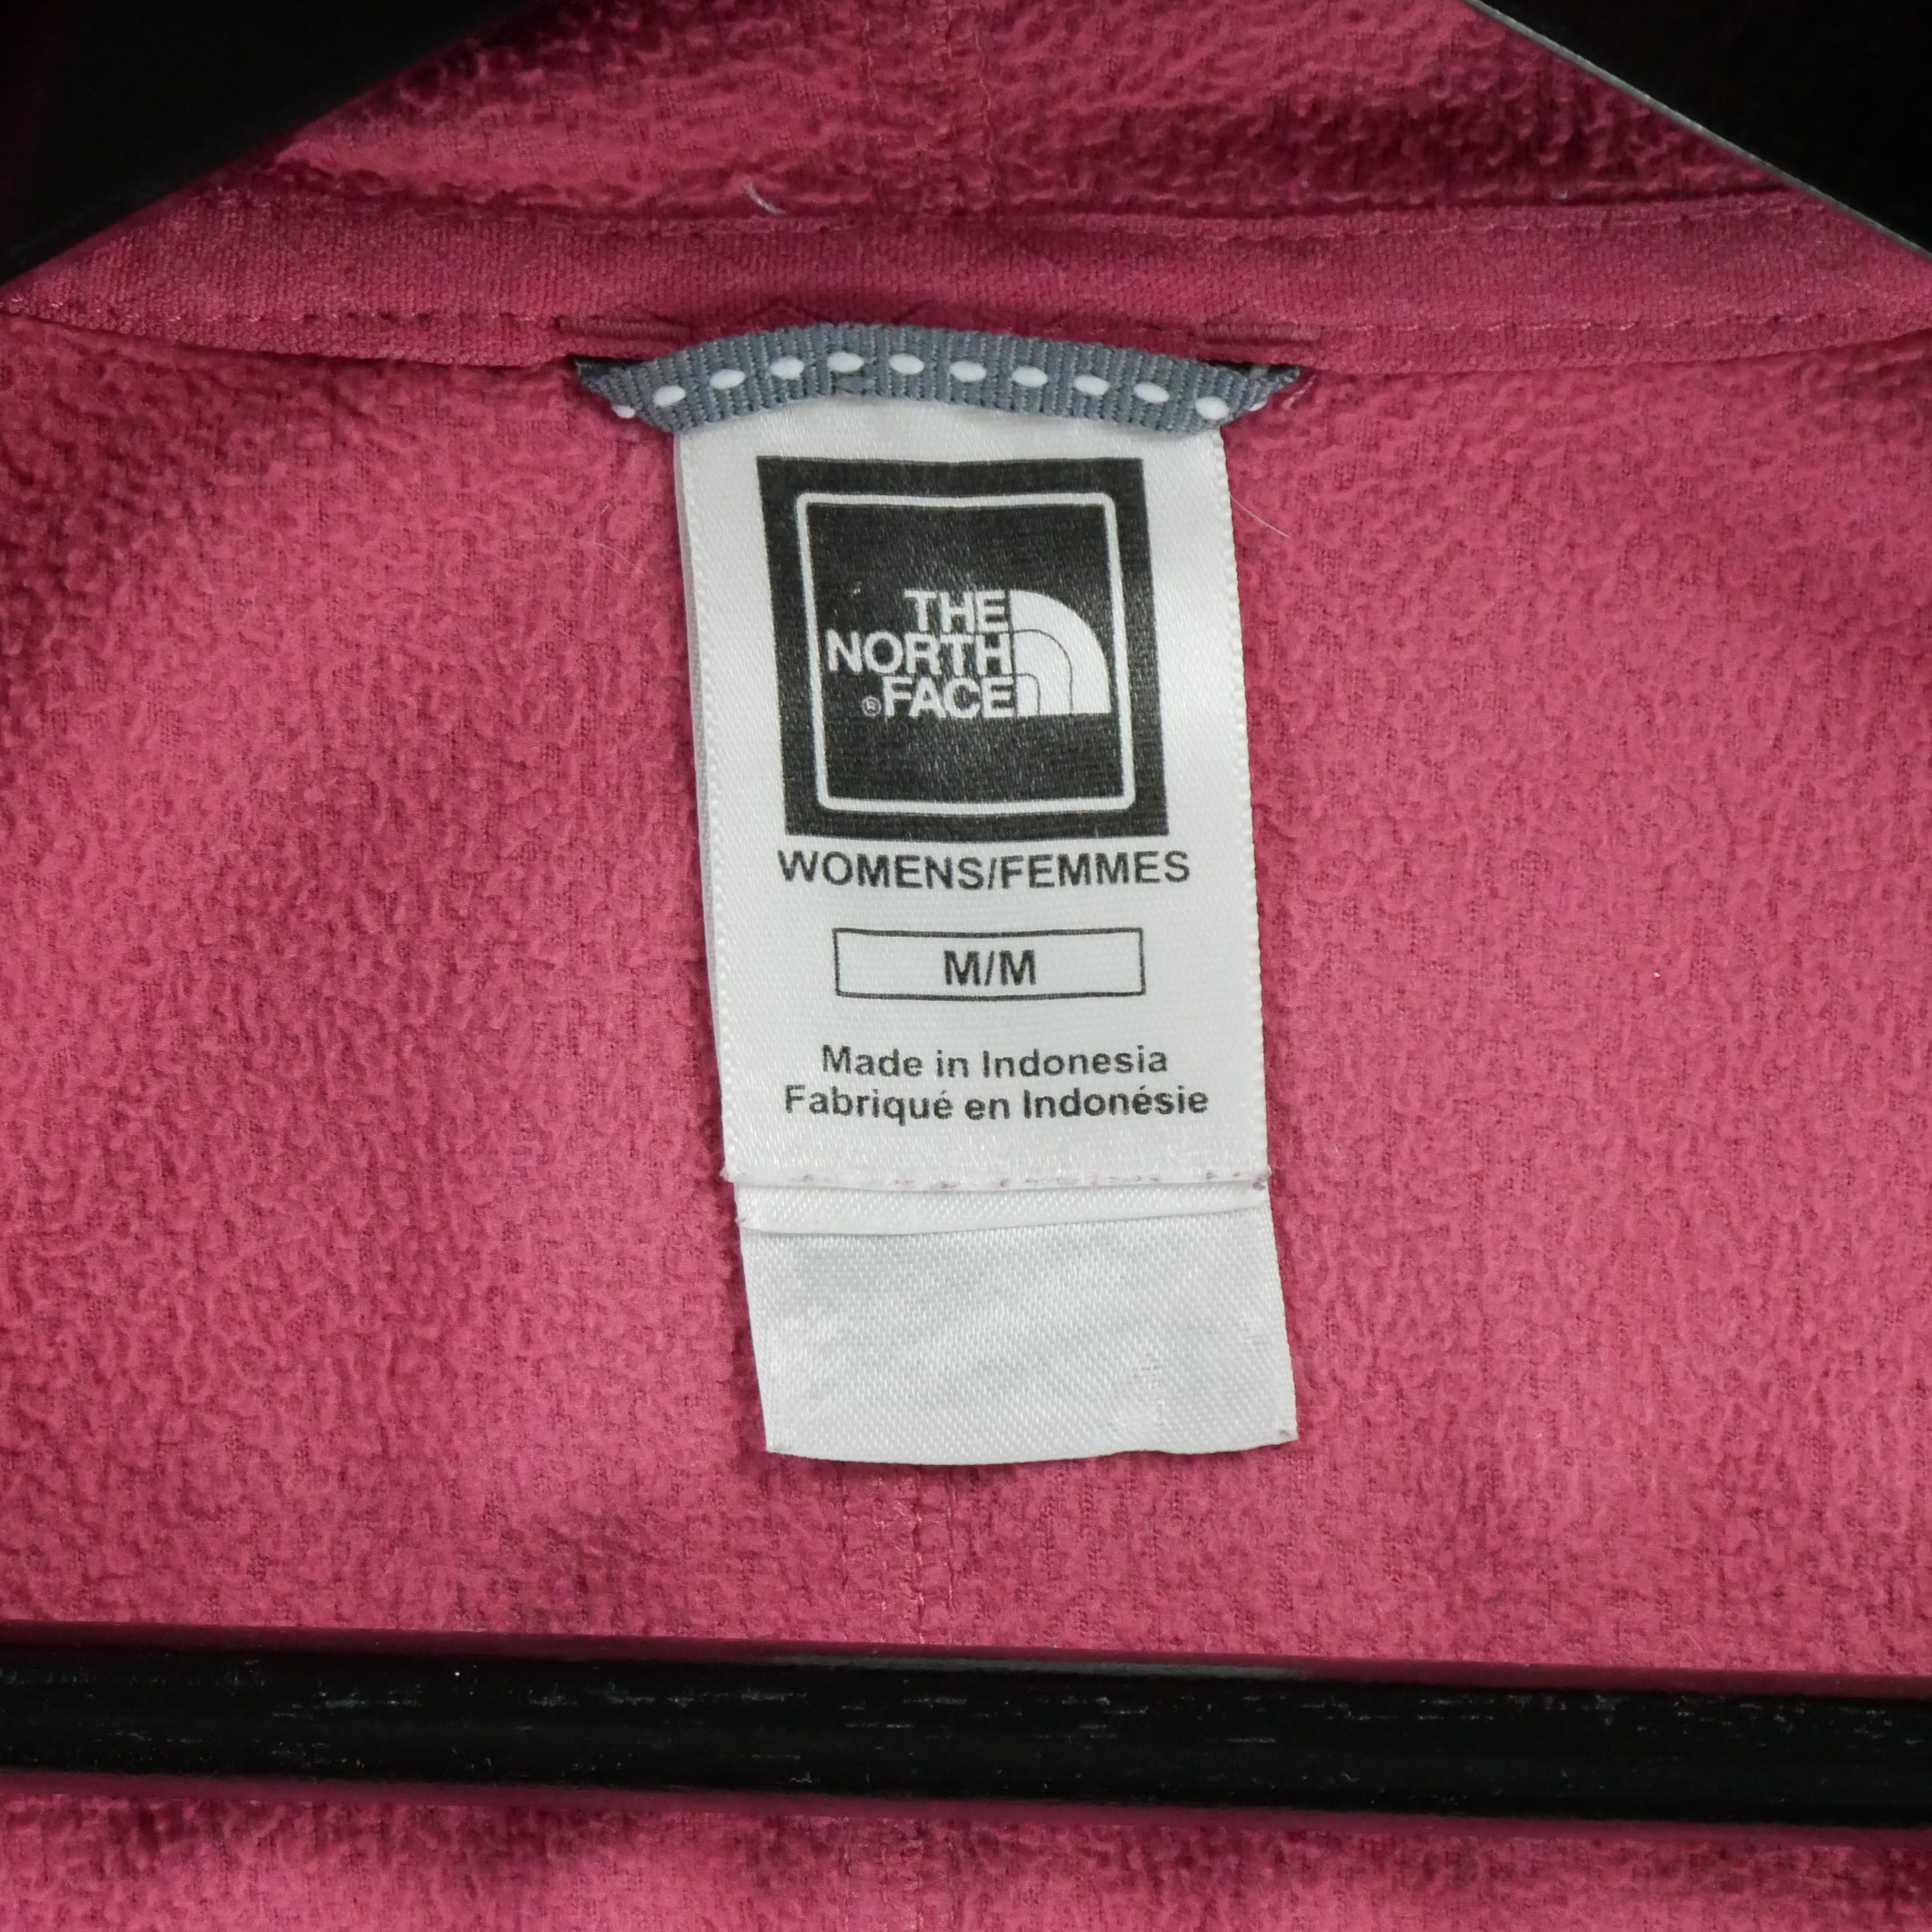 THE
NORTH
®FACE
WOMENS/FEMMES
M/M
Made in Indonesia
Fabriqué en Indonésie